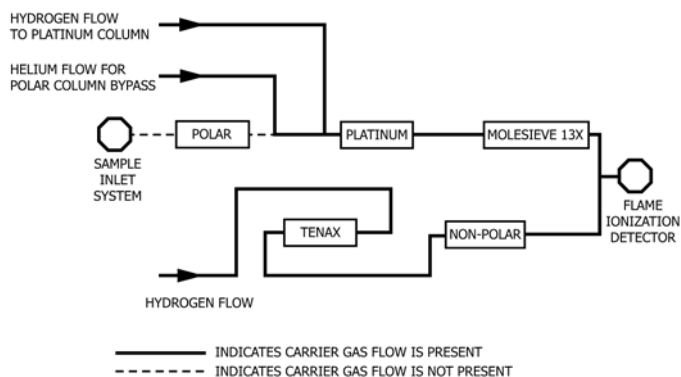 HYDROGEN FLOW
TO PLATINUM COLUMN
HELIUM FLOW FOR
POLAR COLUMN BYPASS
POLAR
PLATINUM
MOLESIEVE 13X
SAMPLE
INLET
SYSTEM
FLAME
IONIZATION
DETECTOR
TENAX
NON-POLAR
HYDROGEN FLOW
INDICATES CARRIER GAS FLOW IS PRESENT
INDICATES CARRIER GAS FLOW IS NOT PRESENT